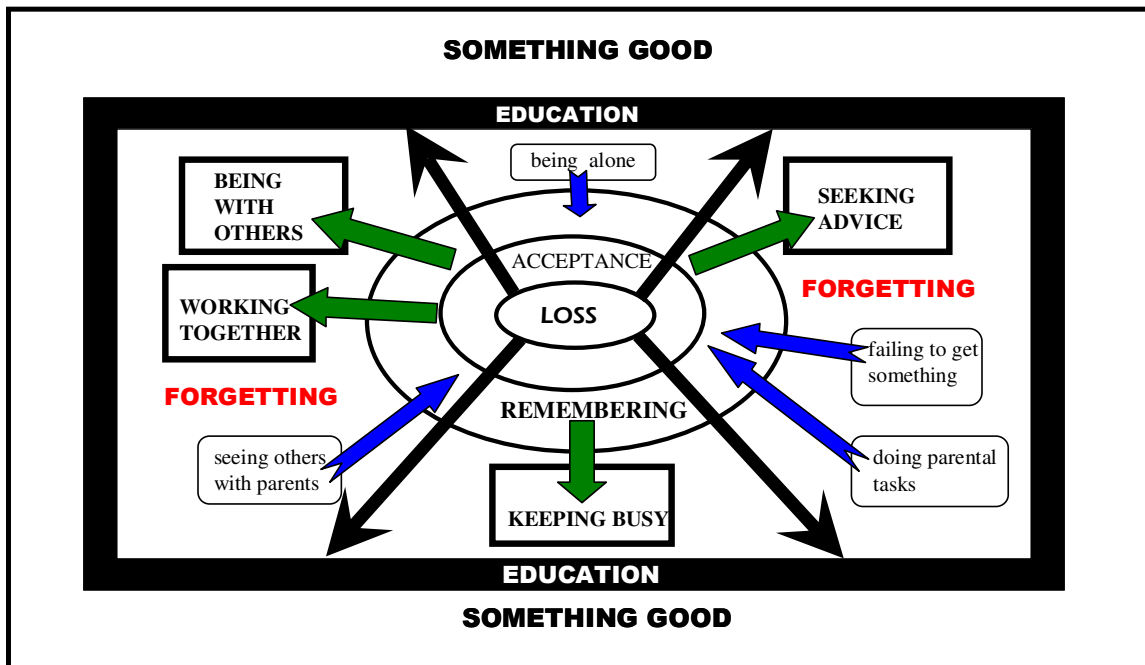 SOMETHING GOOD
EDUCATION
being alone
BEING
WITH
OTHERS
SEEKING
ADVICE
ACCEPTANCE
FORGETTING
WORKING
TOGETHER
LOSS
failing to get
something
FORGETTING
REMEMBERING
seeing others
with parents
doing parental
tasks
KEEPING BUSY
EDUCATION
SOMETHING GOOD